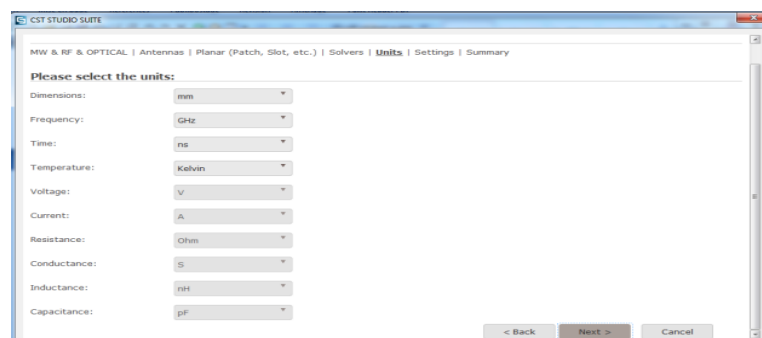 CST STUDIO SUITE
MW & RF & OPTICAL | Antennas | Planar (Patch, Slot, etc.) | Solvers | Units | Settings | Summary
Please select the units:
Dimensions: mm
Frequency: GHz
Time: ns
Temperature: Kelvin
Voltage: V
Current: A
Resistance: Ohm
Conductance: S
Inductance: nH
Capacitance: pF
< Back Next > Cancel